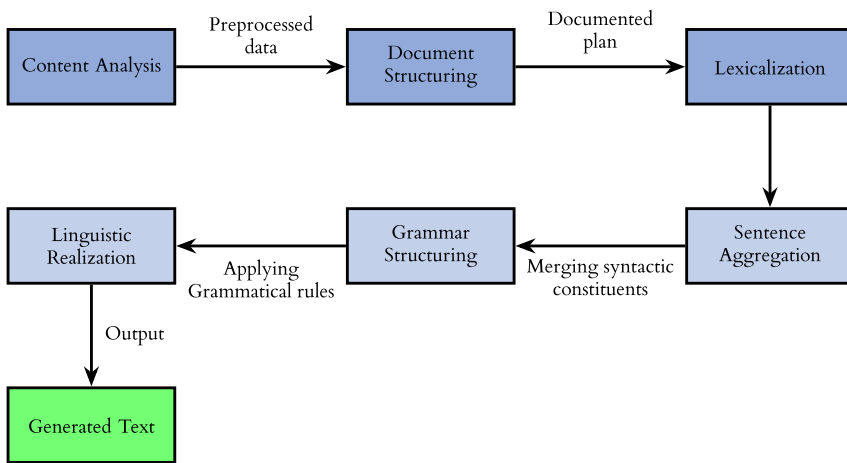 Content Analysis
Preprocessed
data
Document
Structuring
Documented
plan
Lexicalization
Sentence
Aggregation
Merging syntactic
constituents
Grammar
Structuring
Applying
Grammatical rules
Linguistic
Realization
Output
Generated Text